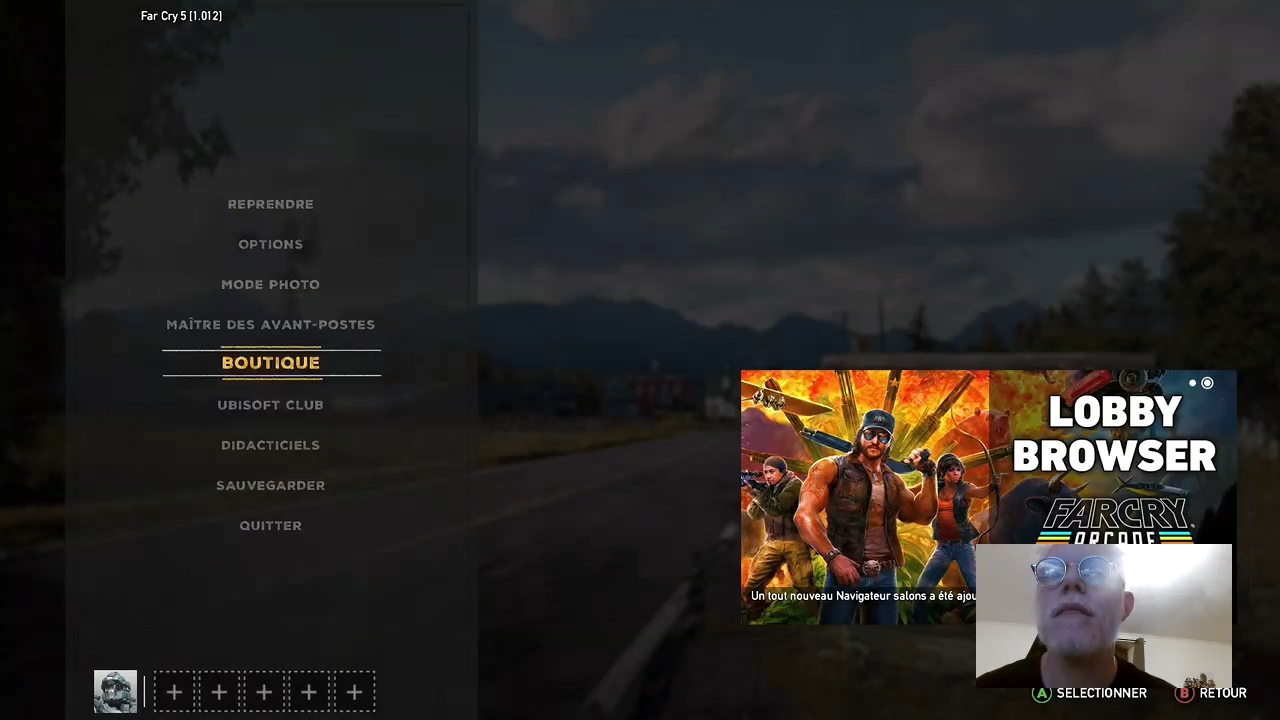 Far Cry 5 [1.012]
REPRENDRE
OPTIONS
MODE PHOTO
MAÎTRE DES AVANT-POSTES
BOUTIQUE
UBISOFT CLUB
DIDACTICIELS
SAUVEGARDER
QUITTER
LOBBY
BROWSER
FARCRY
ARCADE
Un tout nouveau Navigateur salons a été
A SELECTIONNER
B RETOUR